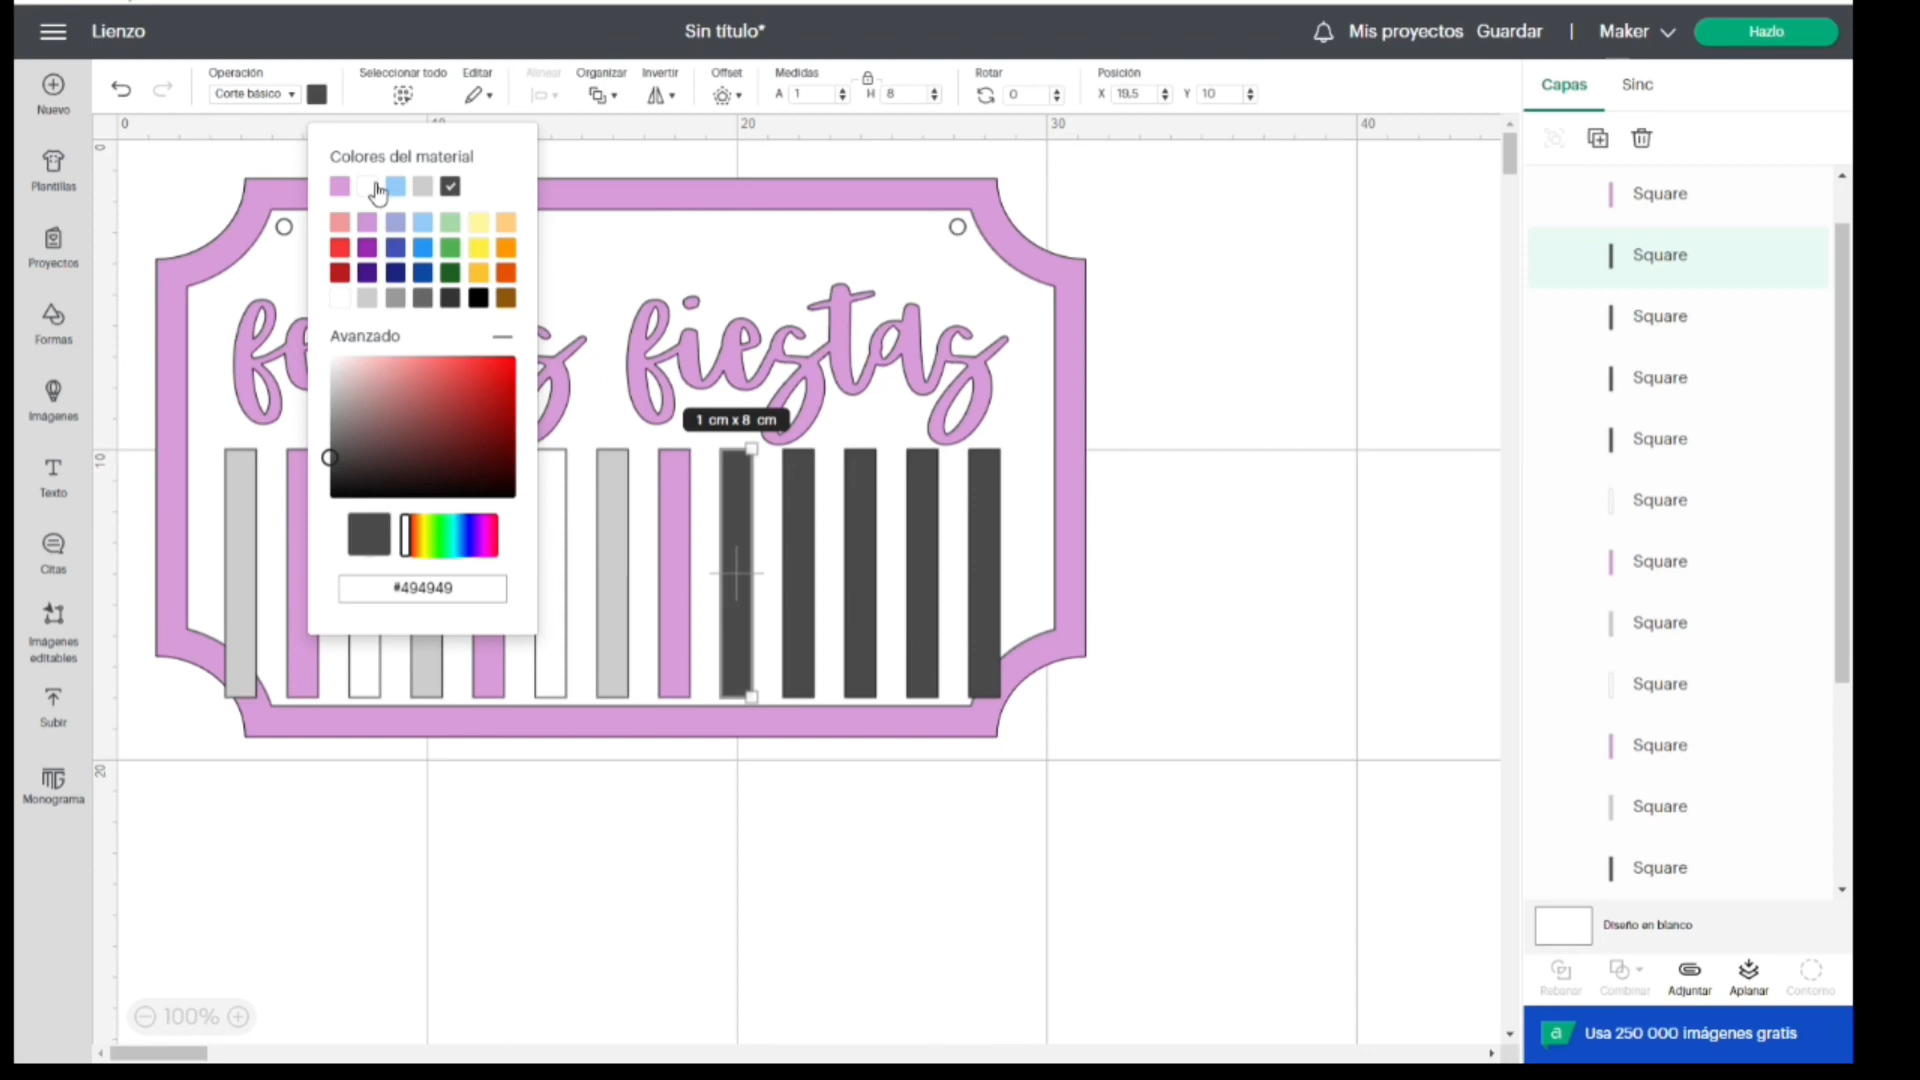 Lienzo
Sin título*
Mis proyectos Guardar | Maker
Hazlo
Operación
Seleccionar todo
Editar
Alinear
Organizar
Invertir
Offset
Medidas
Rotar
Posición
Corte básico
A 1
H 8
0
X 19.5
Y 10
Capas
Sinc
Nuevo
Plantillas
Proyectos
Formas
Imágenes
Texto
Citas
Imágenes editables
Subir
Monograma
0
20
30
40
0
10
20
Colores del material
Avanzado
#494949
fiestas
1 cm x 8 cm
100%
Square
Square
Square
Square
Square
Square
Square
Square
Square
Square
Square
Square
Diseño en blanco
Rebanar
Combinar
Adjuntar
Aplanar
Contorno
a
Usa 250 000 imágenes gratis